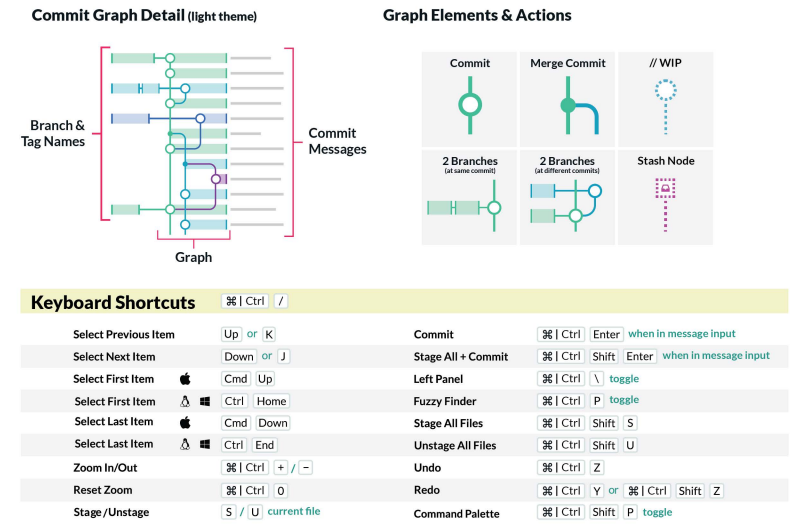 Commit Graph Detail (light theme)
Branch &
Tag Names
Commit
Messages
Graph
Graph Elements & Actions
Commit
Merge Commit
// WIP
2 Branches
(at same commit)
2 Branches
(at different commits)
Stash Node
Keyboard Shortcuts ⌘ | Ctrl /
Select Previous Item Up or K
Select Next Item Down or J
Select First Item Cmd Up
Select First Item Ctrl Home
Select Last Item Cmd Down
Select Last Item Ctrl End
Zoom In/Out ⌘ | Ctrl + / −
Reset Zoom ⌘ | Ctrl 0
Stage /Unstage S / U current file
Commit ⌘ | Ctrl Enter when in message input
Stage All + Commit ⌘ | Ctrl Shift Enter when in message input
Left Panel ⌘ | Ctrl \ toggle
Fuzzy Finder ⌘ | Ctrl P toggle
Stage All Files ⌘ | Ctrl Shift S
Unstage All Files ⌘ | Ctrl Shift U
Undo ⌘ | Ctrl Z
Redo ⌘ | Ctrl Y or ⌘ | Ctrl Shift Z
Command Palette ⌘ | Ctrl Shift P toggle